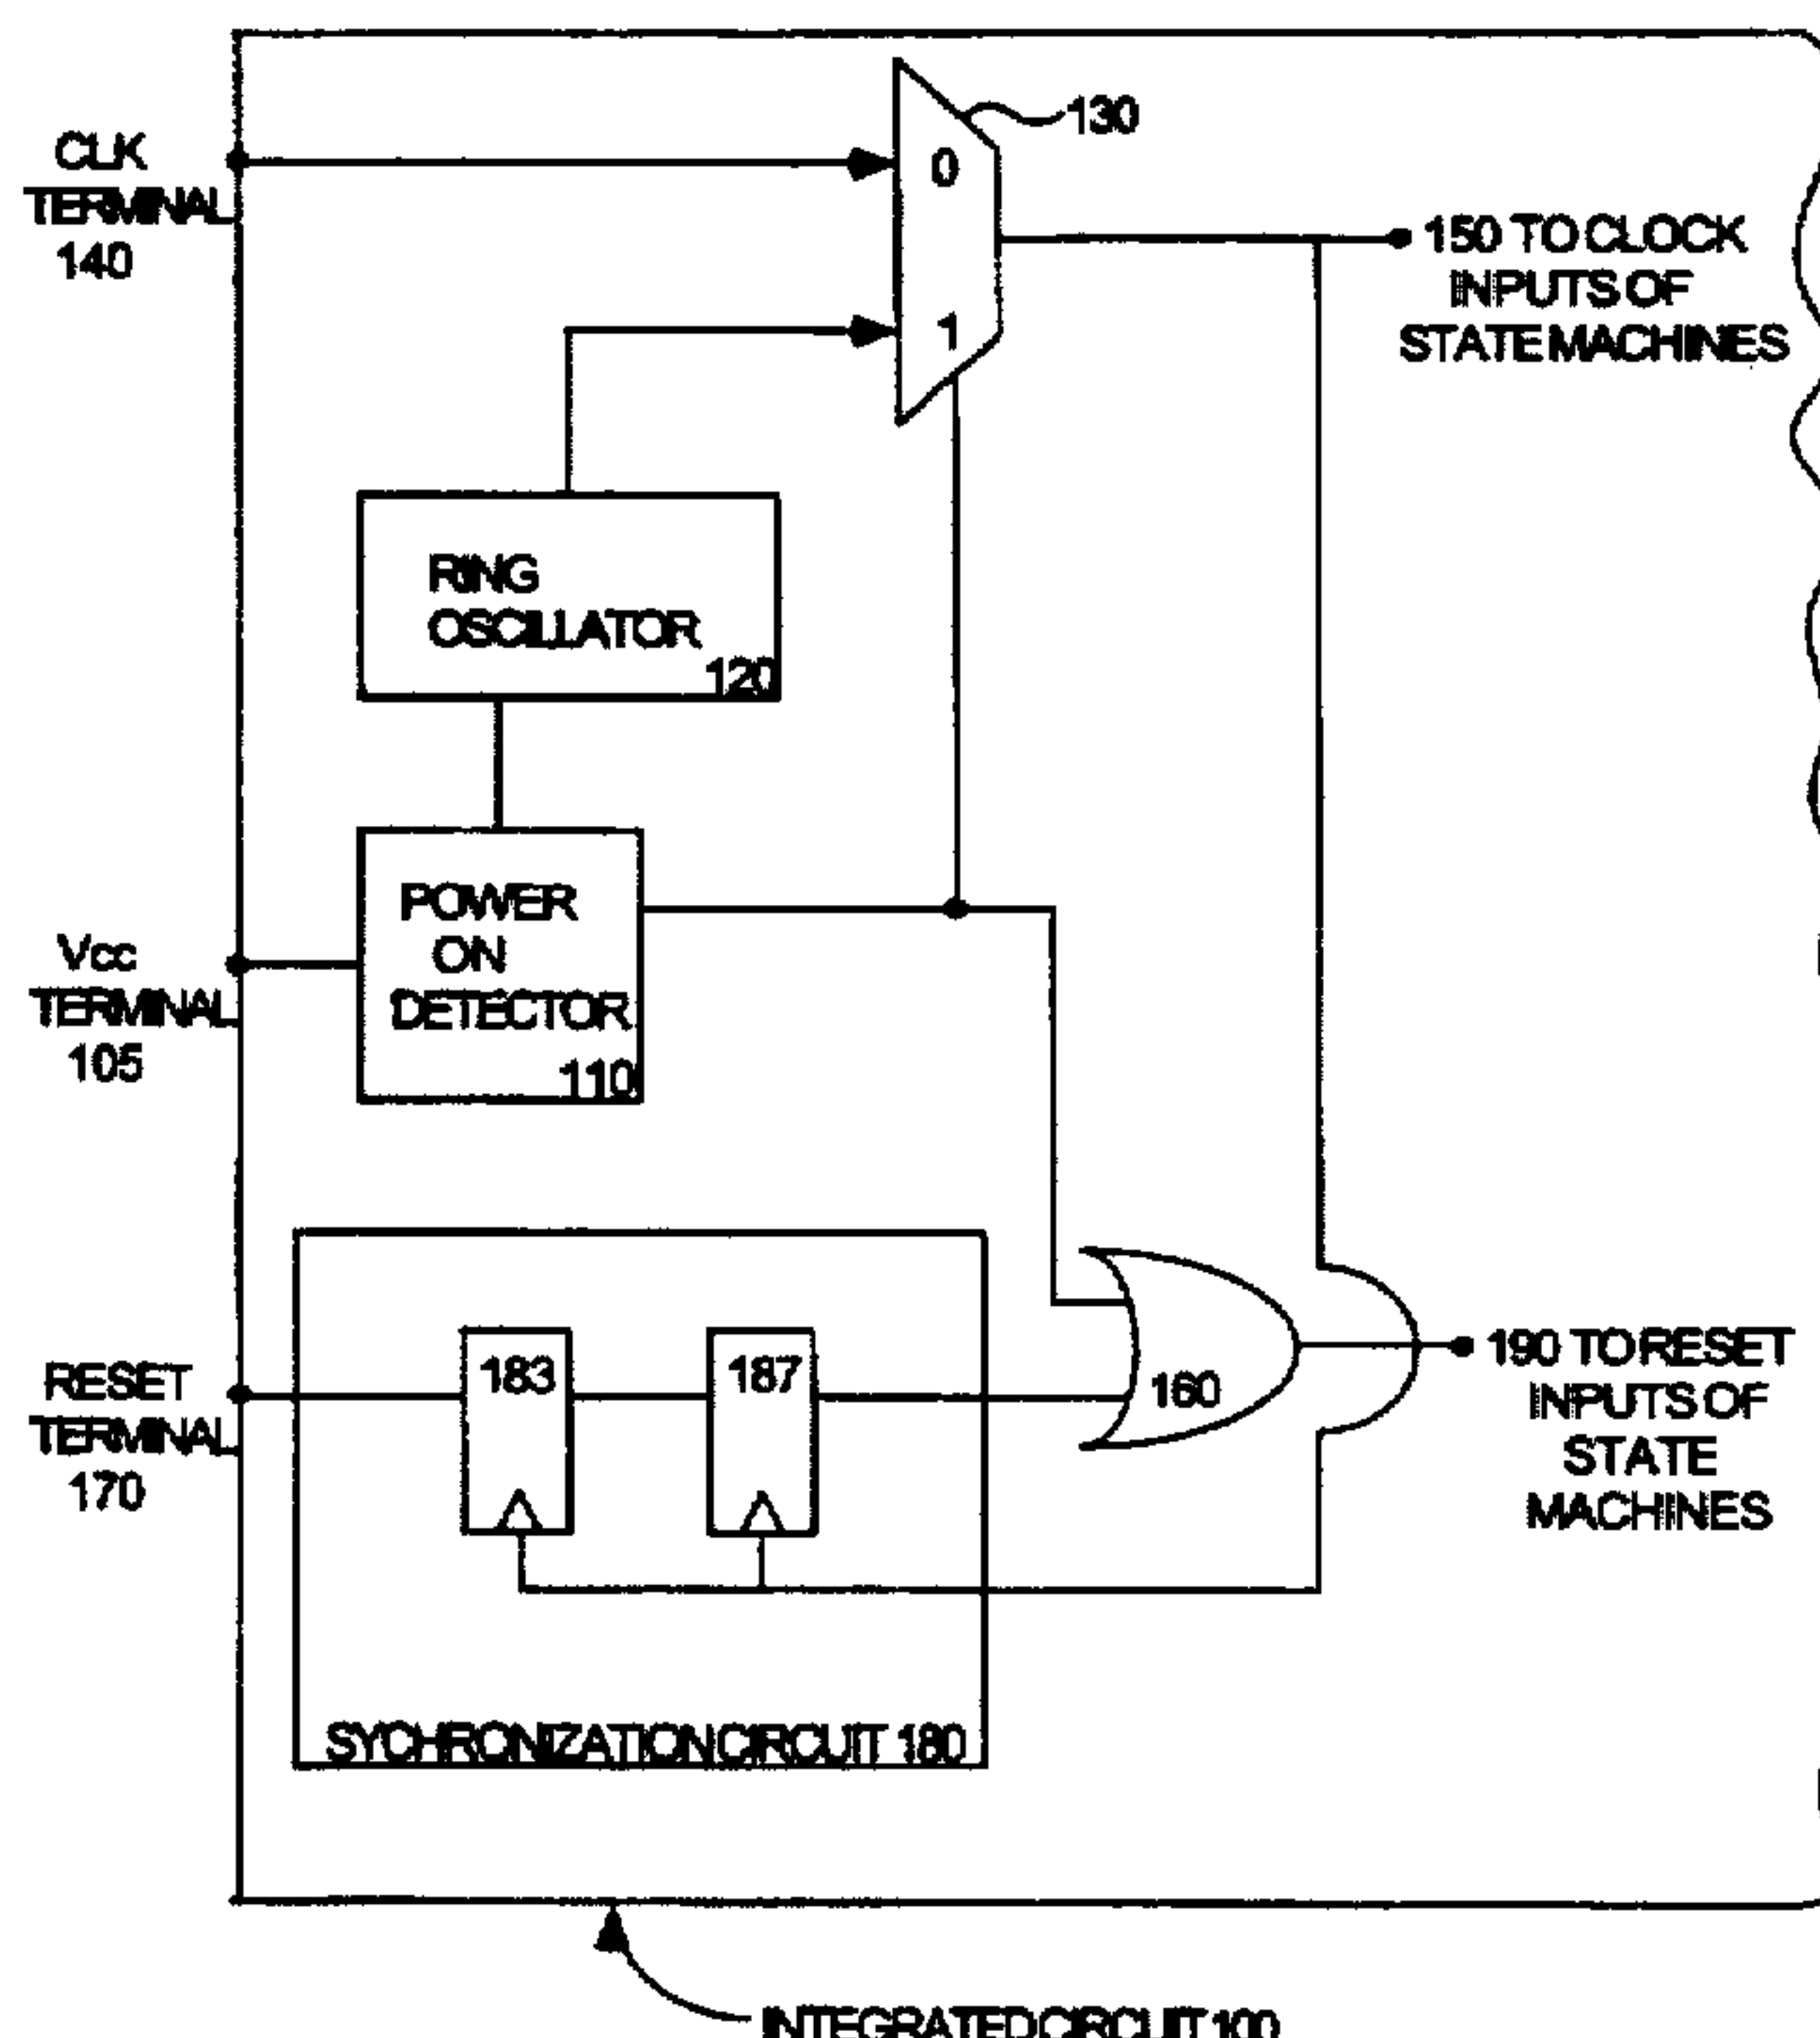 130
CLK
TERMINAL
140
0
1
150 TO CLOCK
INPUTS OF
STATE MACHINES
RING
OSCILLATOR
120
Vcc
TERMINAL
105
POWER
ON
DETECTOR
110
RESET
TERMINAL
170
183
187
160
190 TO RESET
INPUTS OF
STATE
MACHINES
SYCHRONIZATION CIRCUIT 180
INTEGRATED CIRCUIT 100